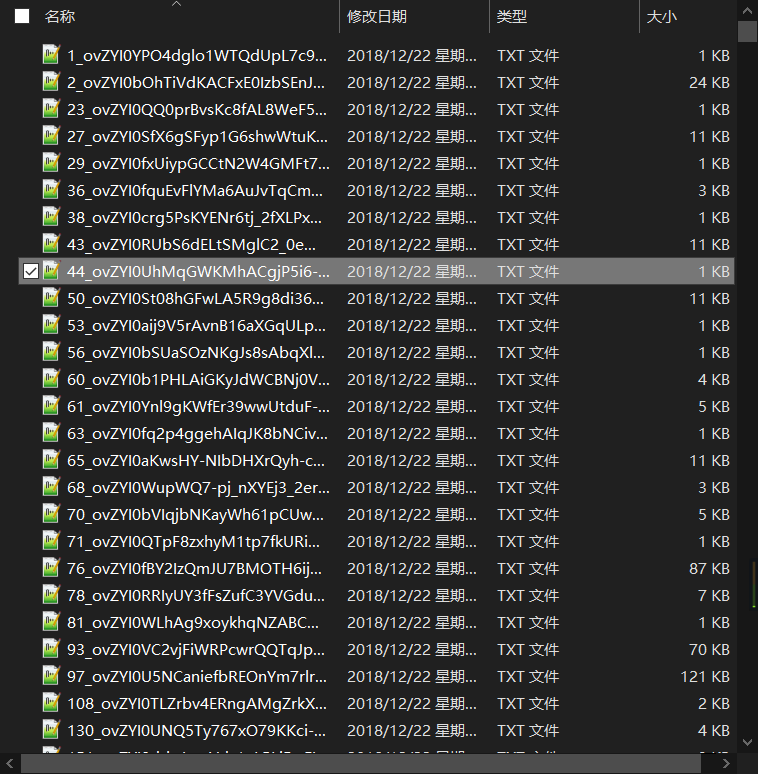 名称 修改日期 类型 大小
1_ovZYI0YPO4dglo1WTQdUpL7c9... 2018/12/22 星期... TXT 文件 1 KB
2_ovZYI0bOhTiVdKACFxE0IzbSEnJ... 2018/12/22 星期... TXT 文件 24 KB
23_ovZYI0QQ0prBvsKc8fAL8WeF5... 2018/12/22 星期... TXT 文件 1 KB
27_ovZYI0SfX6gSFyp1G6shwWtuK... 2018/12/22 星期... TXT 文件 11 KB
29_ovZYI0fxUiypGCCtN2W4GMFt7... 2018/12/22 星期... TXT 文件 1 KB
36_ovZYI0fquEvFlYMa6AuJvTqCm... 2018/12/22 星期... TXT 文件 3 KB
38_ovZYI0crg5PsKYENr6tj_2fXLPx... 2018/12/22 星期... TXT 文件 1 KB
43_ovZYI0RUbS6dELtSMglC2_0e... 2018/12/22 星期... TXT 文件 11 KB
44_ovZYI0UhMqGWKMhACgjP5i6-... 2018/12/22 星期... TXT 文件 1 KB
50_ovZYI0St08hGFwLA5R9g8di36... 2018/12/22 星期... TXT 文件 11 KB
53_ovZYI0aij9V5rAvnB16aXGqULp... 2018/12/22 星期... TXT 文件 1 KB
56_ovZYI0bSUaSOzNKgJs8sAbqXl... 2018/12/22 星期... TXT 文件 1 KB
60_ovZYI0b1PHLAiGKyJdWCBNj0V... 2018/12/22 星期... TXT 文件 4 KB
61_ovZYI0Ynl9gKWfEr39wwUtduF-... 2018/12/22 星期... TXT 文件 5 KB
63_ovZYI0fq2p4ggehAIqJK8bNCiv... 2018/12/22 星期... TXT 文件 1 KB
65_ovZYI0aKwsHY-NIbDHXrQyh-c... 2018/12/22 星期... TXT 文件 11 KB
68_ovZYI0WupWQ7-pj_nXYEj3_2er... 2018/12/22 星期... TXT 文件 3 KB
70_ovZYI0bVIqjbNKayWh61pCUw... 2018/12/22 星期... TXT 文件 5 KB
71_ovZYI0QTpF8zxhyM1tp7fkURi... 2018/12/22 星期... TXT 文件 1 KB
76_ovZYI0fBY2IzQmJU7BMOTH6ij... 2018/12/22 星期... TXT 文件 87 KB
78_ovZYI0RRIyUY3fFsZufC3YVGdu... 2018/12/22 星期... TXT 文件 7 KB
81_ovZYI0WLhAg9xoykhqNZABC... 2018/12/22 星期... TXT 文件 1 KB
93_ovZYI0VC2vjFiWRPcwrQQTqJp... 2018/12/22 星期... TXT 文件 70 KB
97_ovZYI0U5NCaniefbREOnYm7rlr... 2018/12/22 星期... TXT 文件 121 KB
108_ovZYI0TLZrbv4ERngAMgZrkX... 2018/12/22 星期... TXT 文件 2 KB
130_ovZYI0UNQ5Ty767xO79KKci-... 2018/12/22 星期... TXT 文件 4 KB